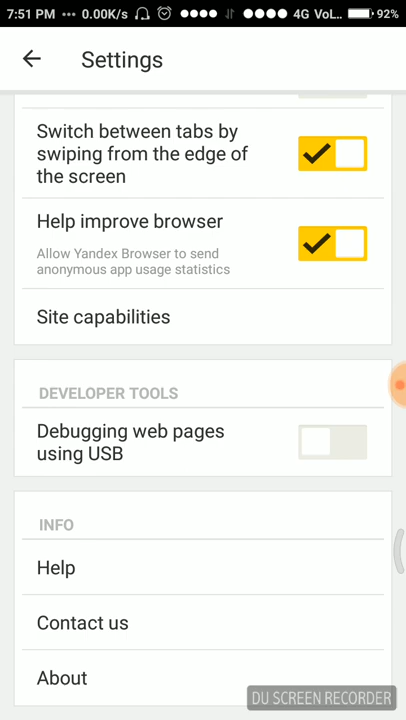 7:51 PM ... 0.00K/s 4G VoL.. 92%
Settings
Switch between tabs by
swiping from the edge of
the screen
Help improve browser
Allow Yandex Browser to send
anonymous app usage statistics
Site capabilities
DEVELOPER TOOLS
Debugging web pages
using USB
INFO
Help
Contact us
About
DU SCREEN RECORDER